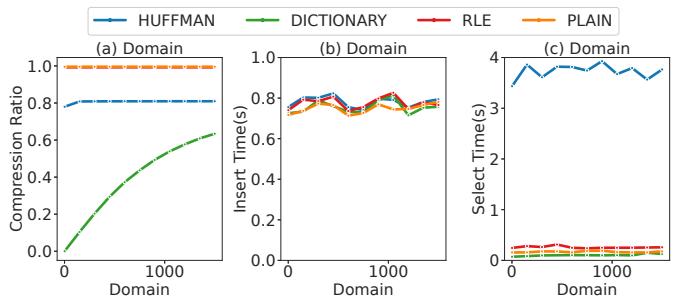 HUFFMAN DICTIONARY RLE PLAIN
(a) Domain
Compression Ratio
1.0
0.8
0.6
0.4
0.2
0.0
0 1000
Domain
(b) Domain
Insert Time(s)
1.0
0.8
0.6
0.4
0.2
0.0
0 1000
Domain
(c) Domain
Select Time(s)
4
3
2
1
0
0 1000
Domain